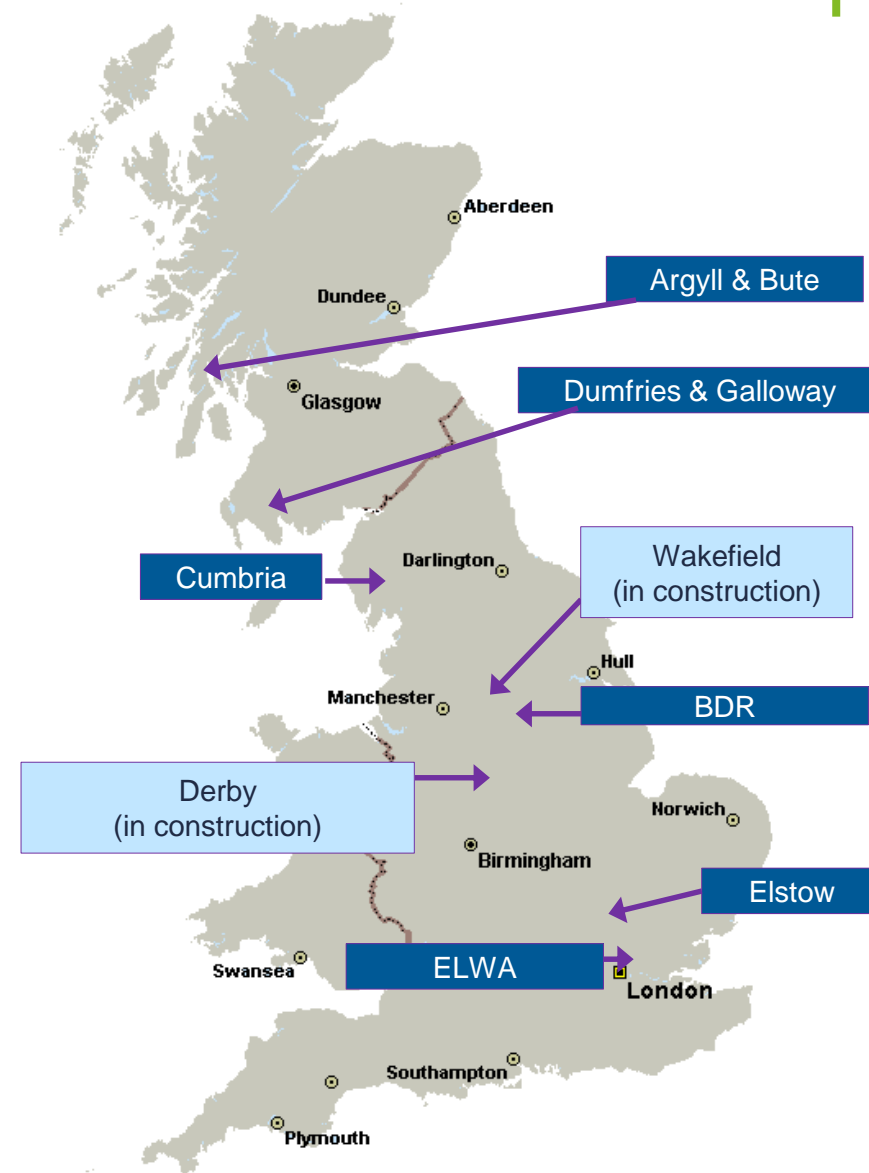 Aberdeen
Argyll & Bute
Dundee
Glasgow
Dumfries & Galloway
Darlington
Cumbria
Wakefield
(in construction)
Hull
Manchester
BDR
Derby
(in construction)
Norwich
Birmingham
Elstow
Swansea
ELWA
London
Southampton
Plymouth